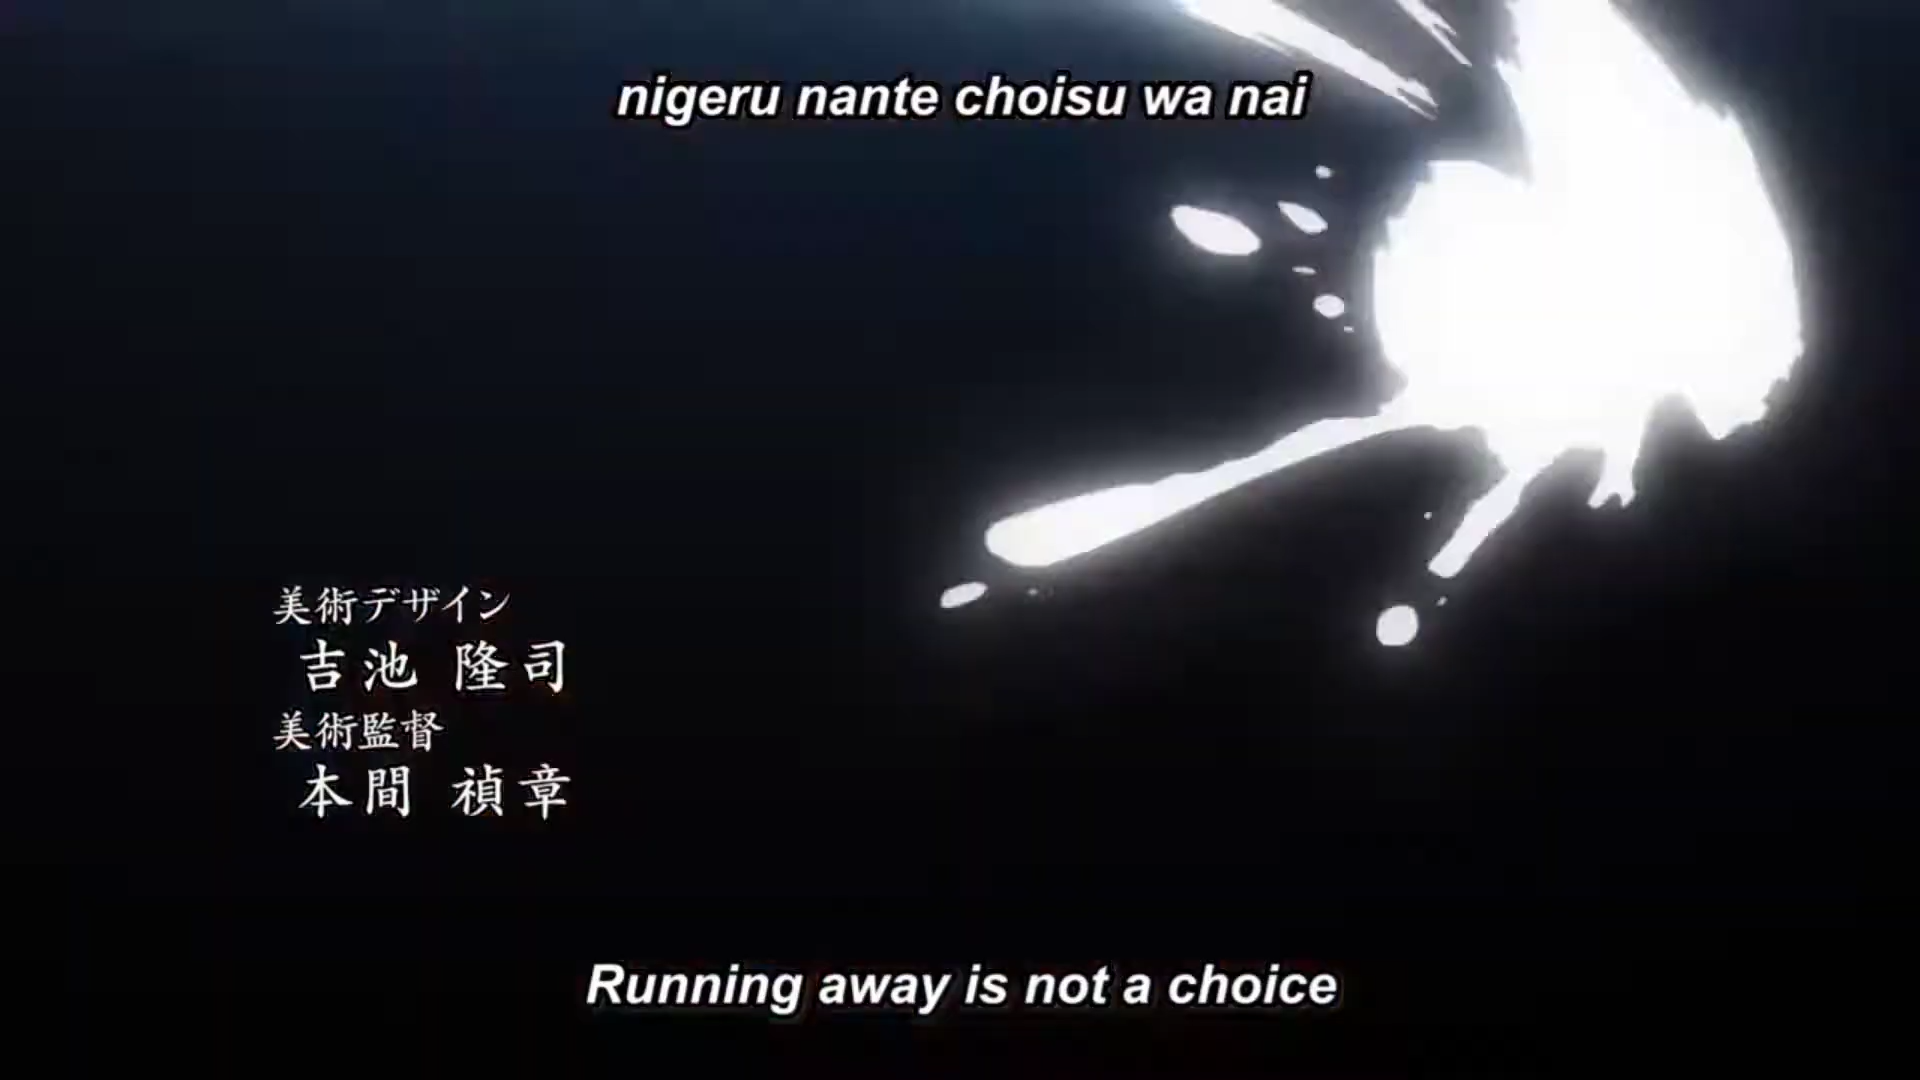 nigeru nante choisu wa nai
美術デザイン
吉池 隆司
美術監督
本間 禎章
Running away is not a choice